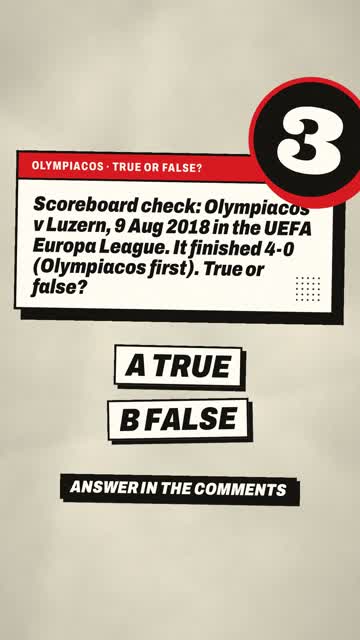 3
OLYMPIACOS · TRUE OR FALSE?
Scoreboard check: Olympiacos
v Luzern, 9 Aug 2018 in the UEFA
Europa League. It finished 4-0
(Olympiacos first). True or
false?
A TRUE
B FALSE
ANSWER IN THE COMMENTS